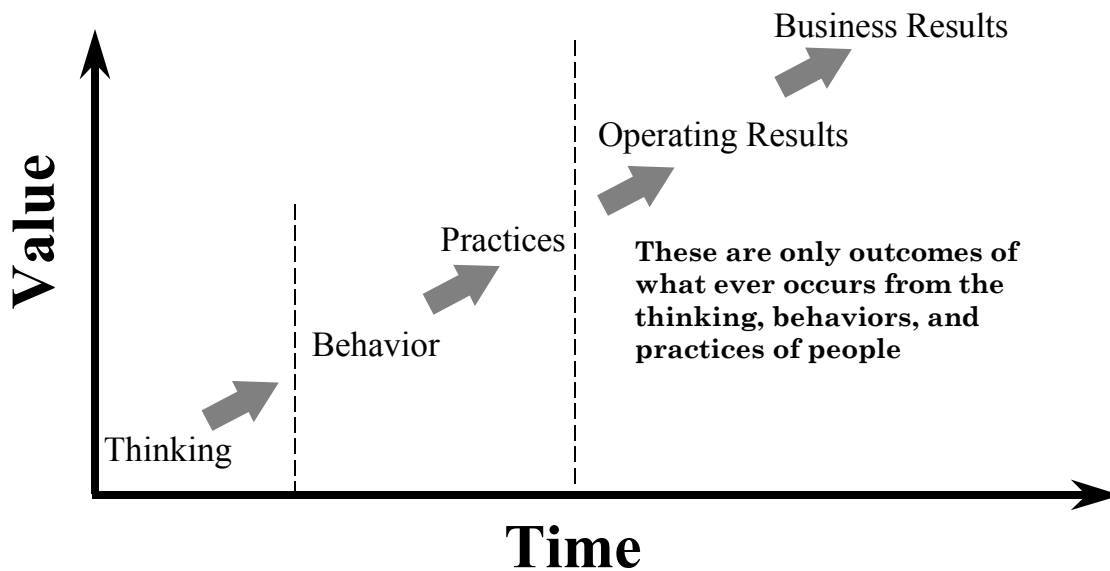 Business Results
Operating Results
Practices
These are only outcomes of
what ever occurs from the
thinking, behaviors, and
practices of people
Behavior
Thinking
Value
Time